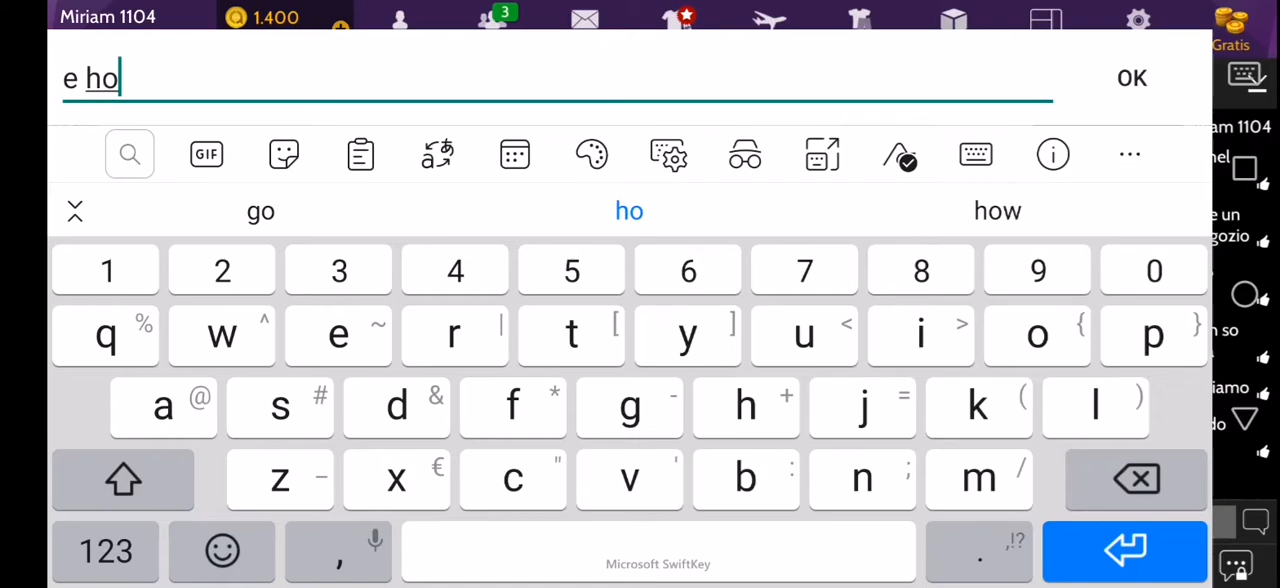 Miriam 1104
1.400
3
Gratis
e ho
OK
GIF
go ho how
1 2 3 4 5 6 7 8 9 0
q % w ^ e ~ r | t [ y ] u < i > o { p }
a @ s # d & f * g - h + j = k ( l )
z _ x € c " v ' b : n ; m /
123 , Microsoft SwiftKey . ,!?
am 1104
nel
e un
gozio
n so
iamo
do